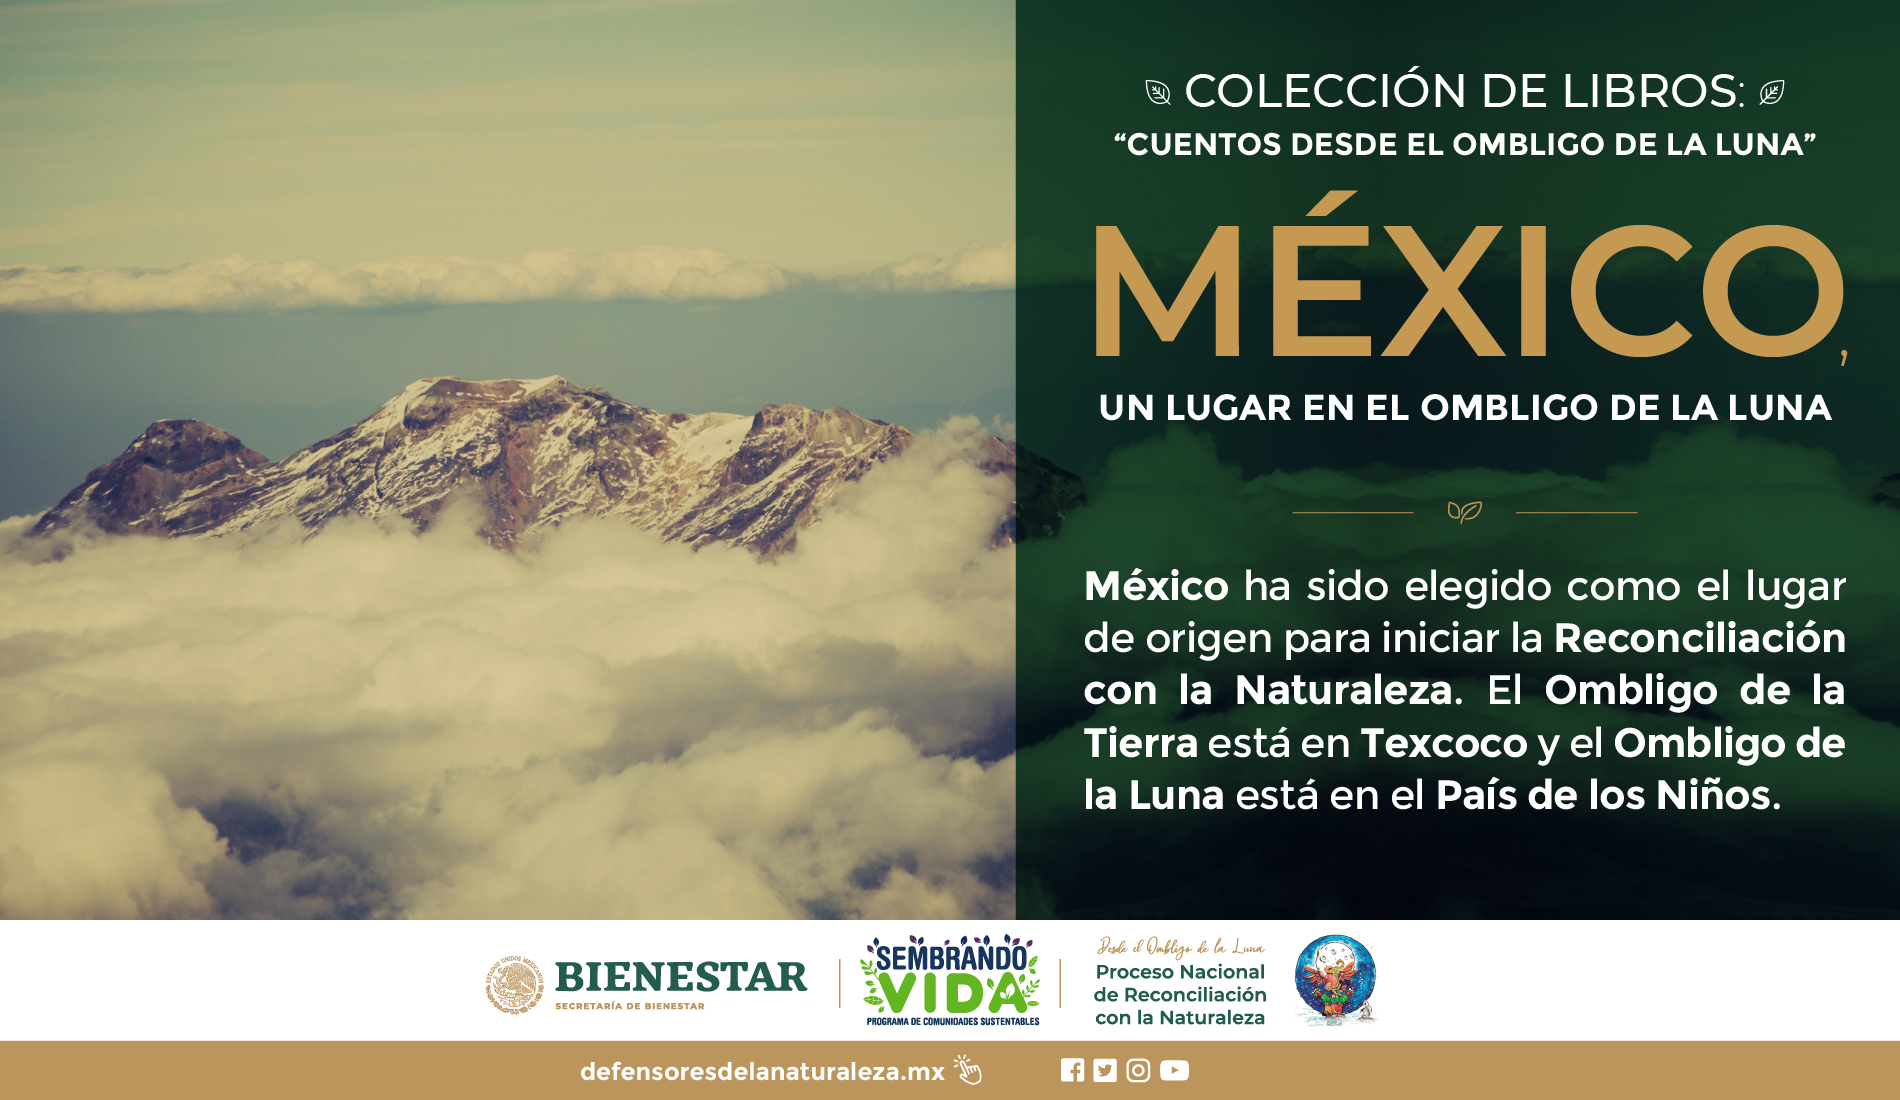 COLECCIÓN DE LIBROS:
“CUENTOS DESDE EL OMBLIGO DE LA LUNA”
MÉXICO,
UN LUGAR EN EL OMBLIGO DE LA LUNA
México ha sido elegido como el lugar
de origen para iniciar la Reconciliación
con la Naturaleza. El Ombligo de la
Tierra está en Texcoco y el Ombligo de
la Luna está en el País de los Niños.
ESTADOS UNIDOS MEXICANOS
BIENESTAR
SECRETARÍA DE BIENESTAR
SEMBRANDO
VIDA
PROGRAMA DE COMUNIDADES SUSTENTABLES
Desde el Ombligo de la Luna
Proceso Nacional
de Reconciliación
con la Naturaleza
defensoresdelanaturaleza.mx